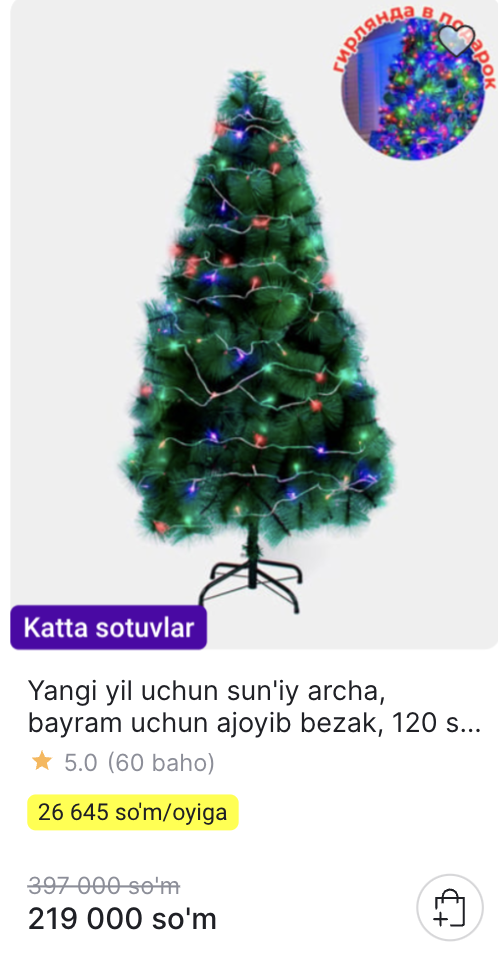 гирлянда в подарок
Katta sotuvlar
Yangi yil uchun sun'iy archa,
bayram uchun ajoyib bezak, 120 s...
5.0 (60 baho)
26 645 so'm/oyiga
397 000 so'm
219 000 so'm